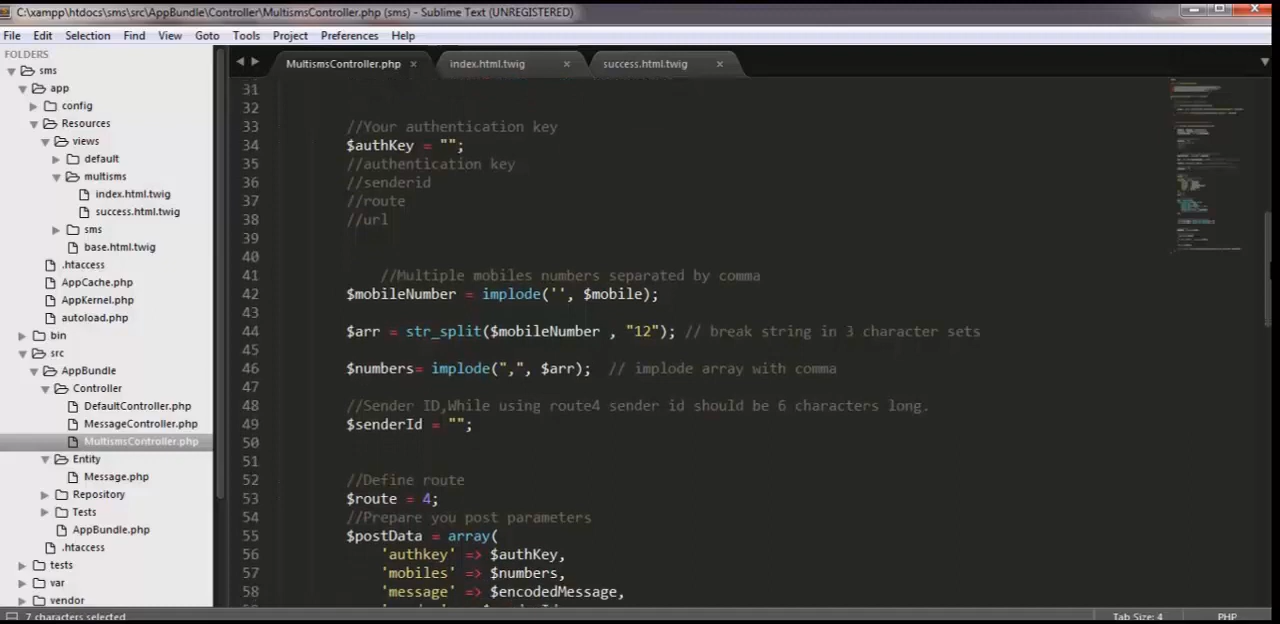 C:\xampp\htdocs\sms\src\AppBundle\Controller\MultismsController.php (sms) - Sublime Text (UNREGISTERED)
File Edit Selection Find View Goto Tools Project Preferences Help
FOLDERS
sms
app
config
Resources
views
default
multisms
index.html.twig
success.html.twig
sms
base.html.twig
.htaccess
AppCache.php
AppKernel.php
autoload.php
bin
src
AppBundle
Controller
DefaultController.php
MessageController.php
MultismsController.php
Entity
Message.php
Repository
Tests
AppBundle.php
.htaccess
tests
var
vendor
MultismsController.php × index.html.twig × success.html.twig ×
31
32
33 //Your authentication key
34 $authKey = "";
35 //authentication key
36 //senderid
37 //route
38 //url
39
40
41 //Multiple mobiles numbers separated by comma
42 $mobileNumber = implode('', $mobile);
43
44 $arr = str_split($mobileNumber , "12"); // break string in 3 character sets
45
46 $numbers= implode(",", $arr); // implode array with comma
47
48 //Sender ID,While using route4 sender id should be 6 characters long.
49 $senderId = "";
50
51
52 //Define route
53 $route = 4;
54 //Prepare you post parameters
55 $postData = array(
56 'authkey' => $authKey,
57 'mobiles' => $numbers,
58 'message' => $encodedMessage,
7 characters selected Tab Size: 4 PHP